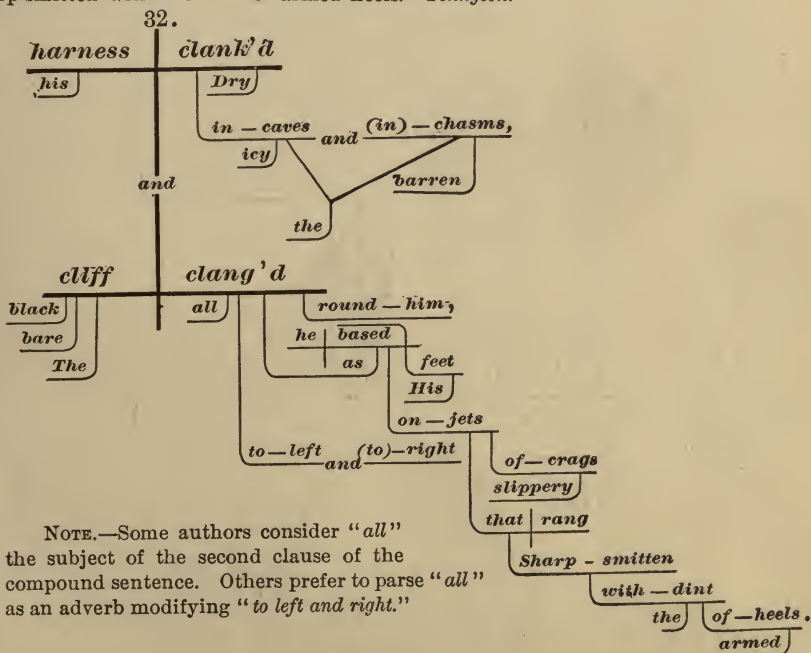 32.
harness clank'd
his Dry
in – caves and (in) – chasms,
icy barren
the
and
cliff clang'd
black all round – him,
bare he based
The as feet
His
on – jets
to – left and (to) – right of – crags
slippery
that rang
Sharp - smitten
with – dint
the of – heels.
armed
NOTE.—Some authors consider "all"
the subject of the second clause of the
compound sentence. Others prefer to parse "all"
as an adverb modifying "to left and right."